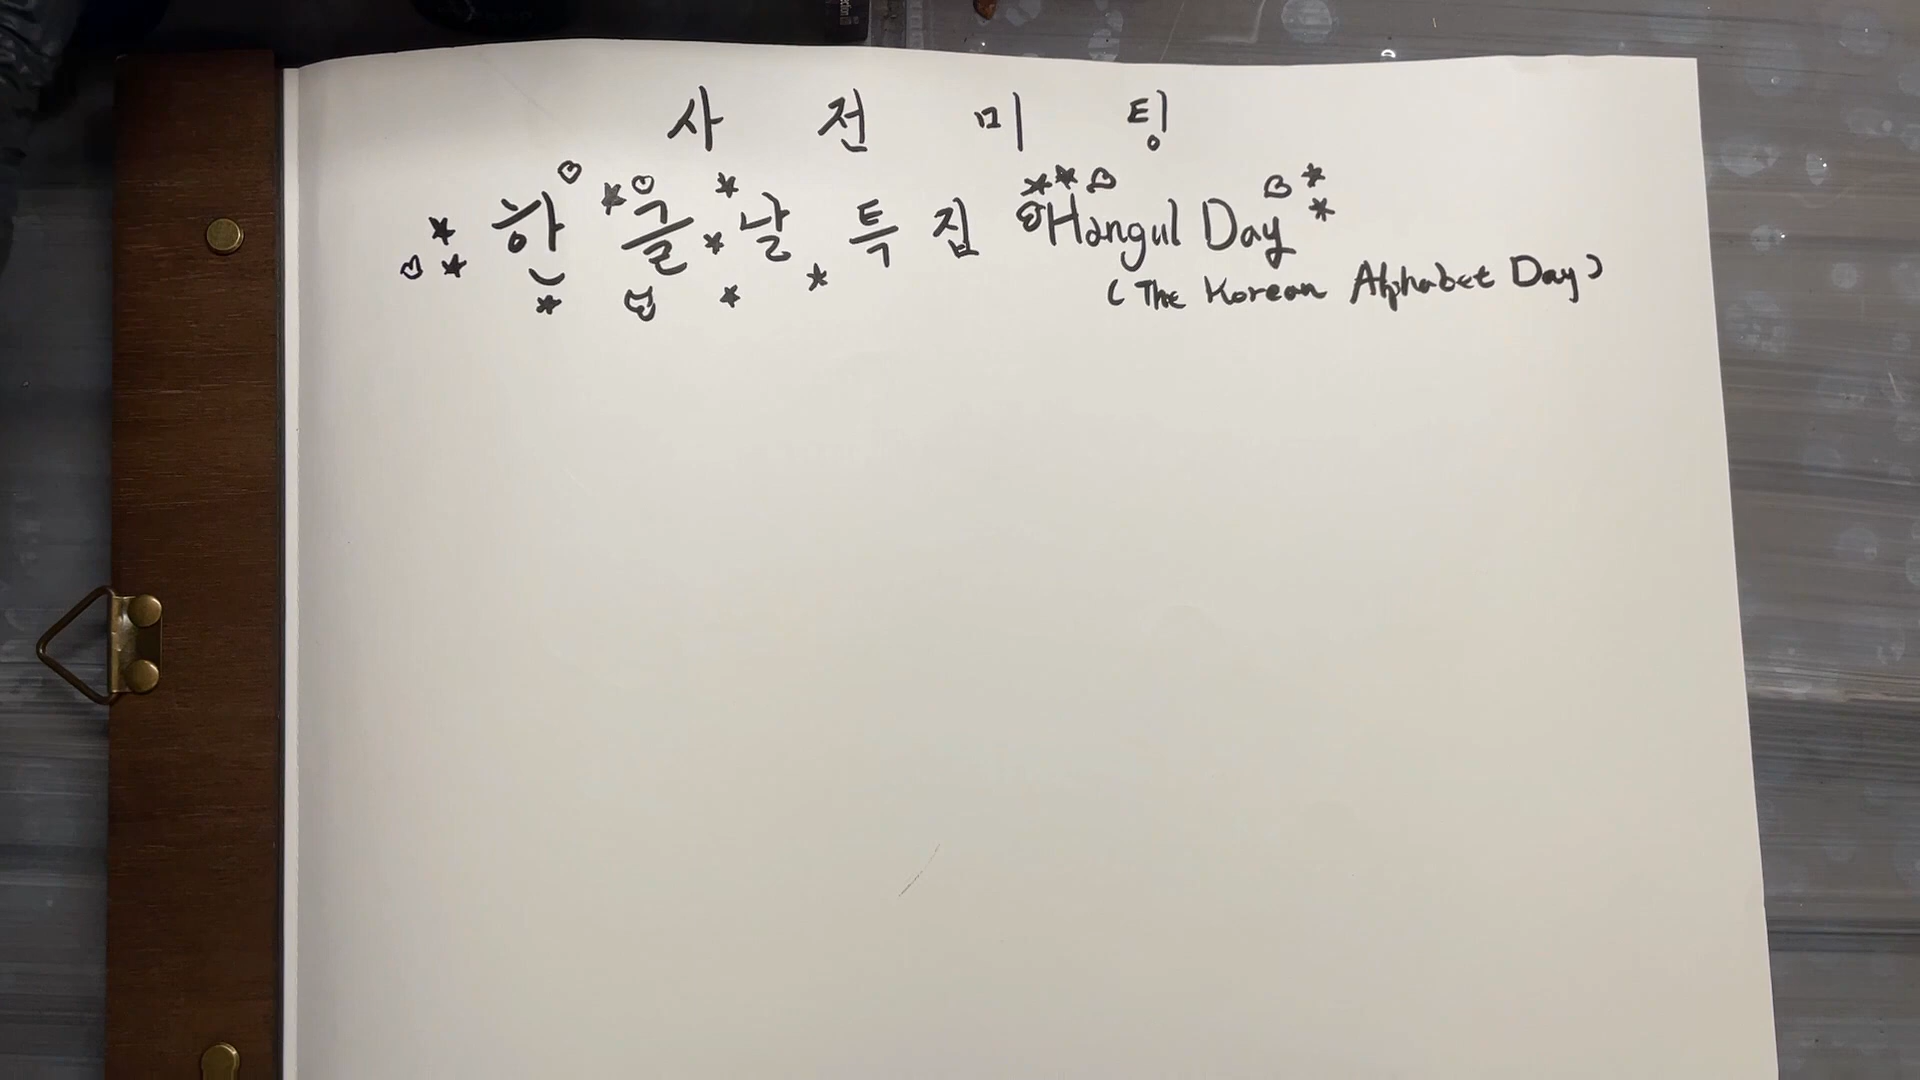 사 전 미 팅
한 글 날 특 집 Hangul Day
(The Korean Alphabet Day)